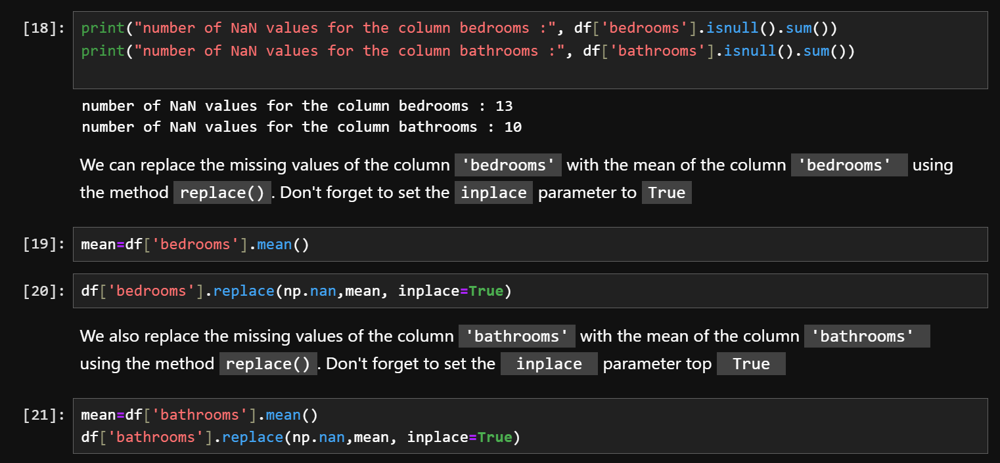 [18]: print("number of NaN values for the column bedrooms :", df['bedrooms'].isnull().sum())
print("number of NaN values for the column bathrooms :", df['bathrooms'].isnull().sum())
number of NaN values for the column bedrooms : 13
number of NaN values for the column bathrooms : 10
We can replace the missing values of the column 'bedrooms' with the mean of the column 'bedrooms' using
the method replace(). Don't forget to set the inplace parameter to True
[19]: mean=df['bedrooms'].mean()
[20]: df['bedrooms'].replace(np.nan,mean, inplace=True)
We also replace the missing values of the column 'bathrooms' with the mean of the column 'bathrooms'
using the method replace(). Don't forget to set the inplace parameter top True
[21]: mean=df['bathrooms'].mean()
df['bathrooms'].replace(np.nan,mean, inplace=True)